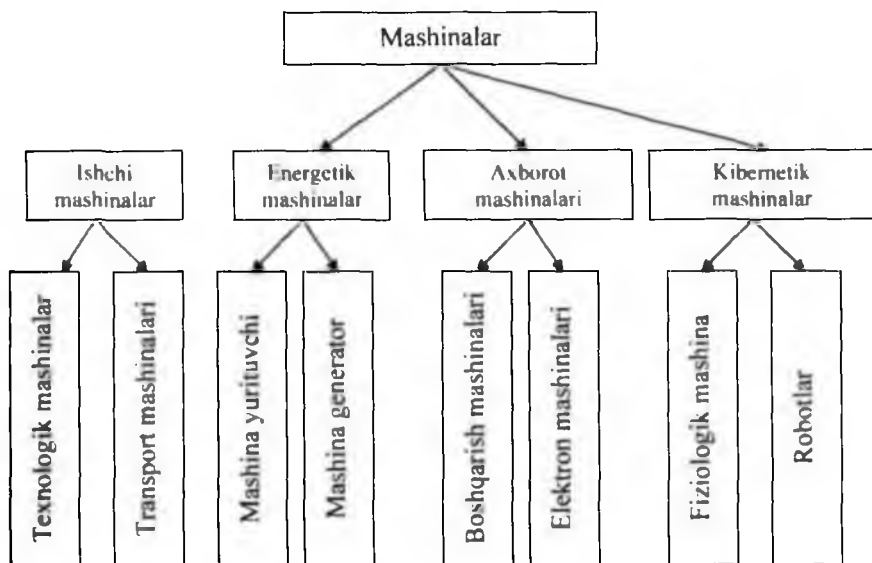 Mashinalar
Ishchi
mashinalar
Energetik
mashinalar
Axborot
mashinalari
Kibernetik
mashinalar
Texnologik mashinalar
Transport mashinalari
Mashina yurituvchi
Mashina generator
Boshqarish mashinalari
Elektron mashinalari
Fiziologik mashina
Robotlar